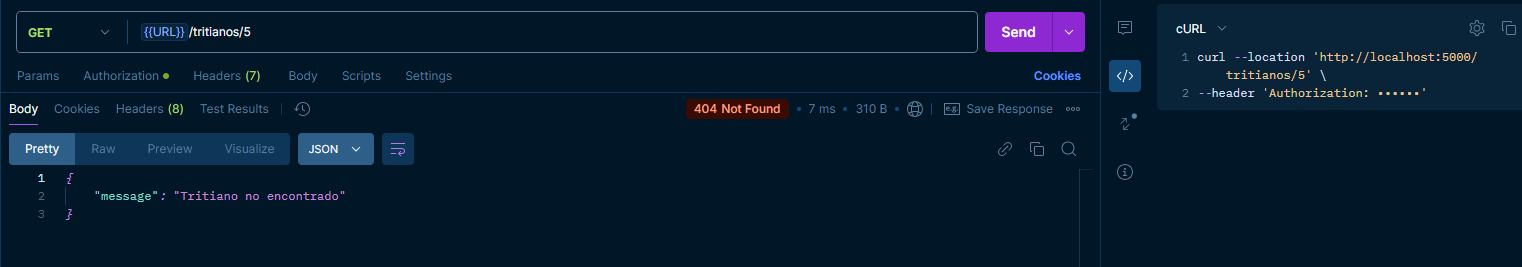 GET {{URL}}/tritianos/5 Send
Params Authorization Headers (7) Body Scripts Settings Cookies
Body Cookies Headers (8) Test Results 404 Not Found • 7 ms • 310 B • e.g. Save Response
Pretty Raw Preview Visualize JSON
1 {
2 "message": "Tritiano no encontrado"
3 }
cURL
1 curl --location 'http://localhost:5000/
tritianos/5' \
2 --header 'Authorization: ••••••'